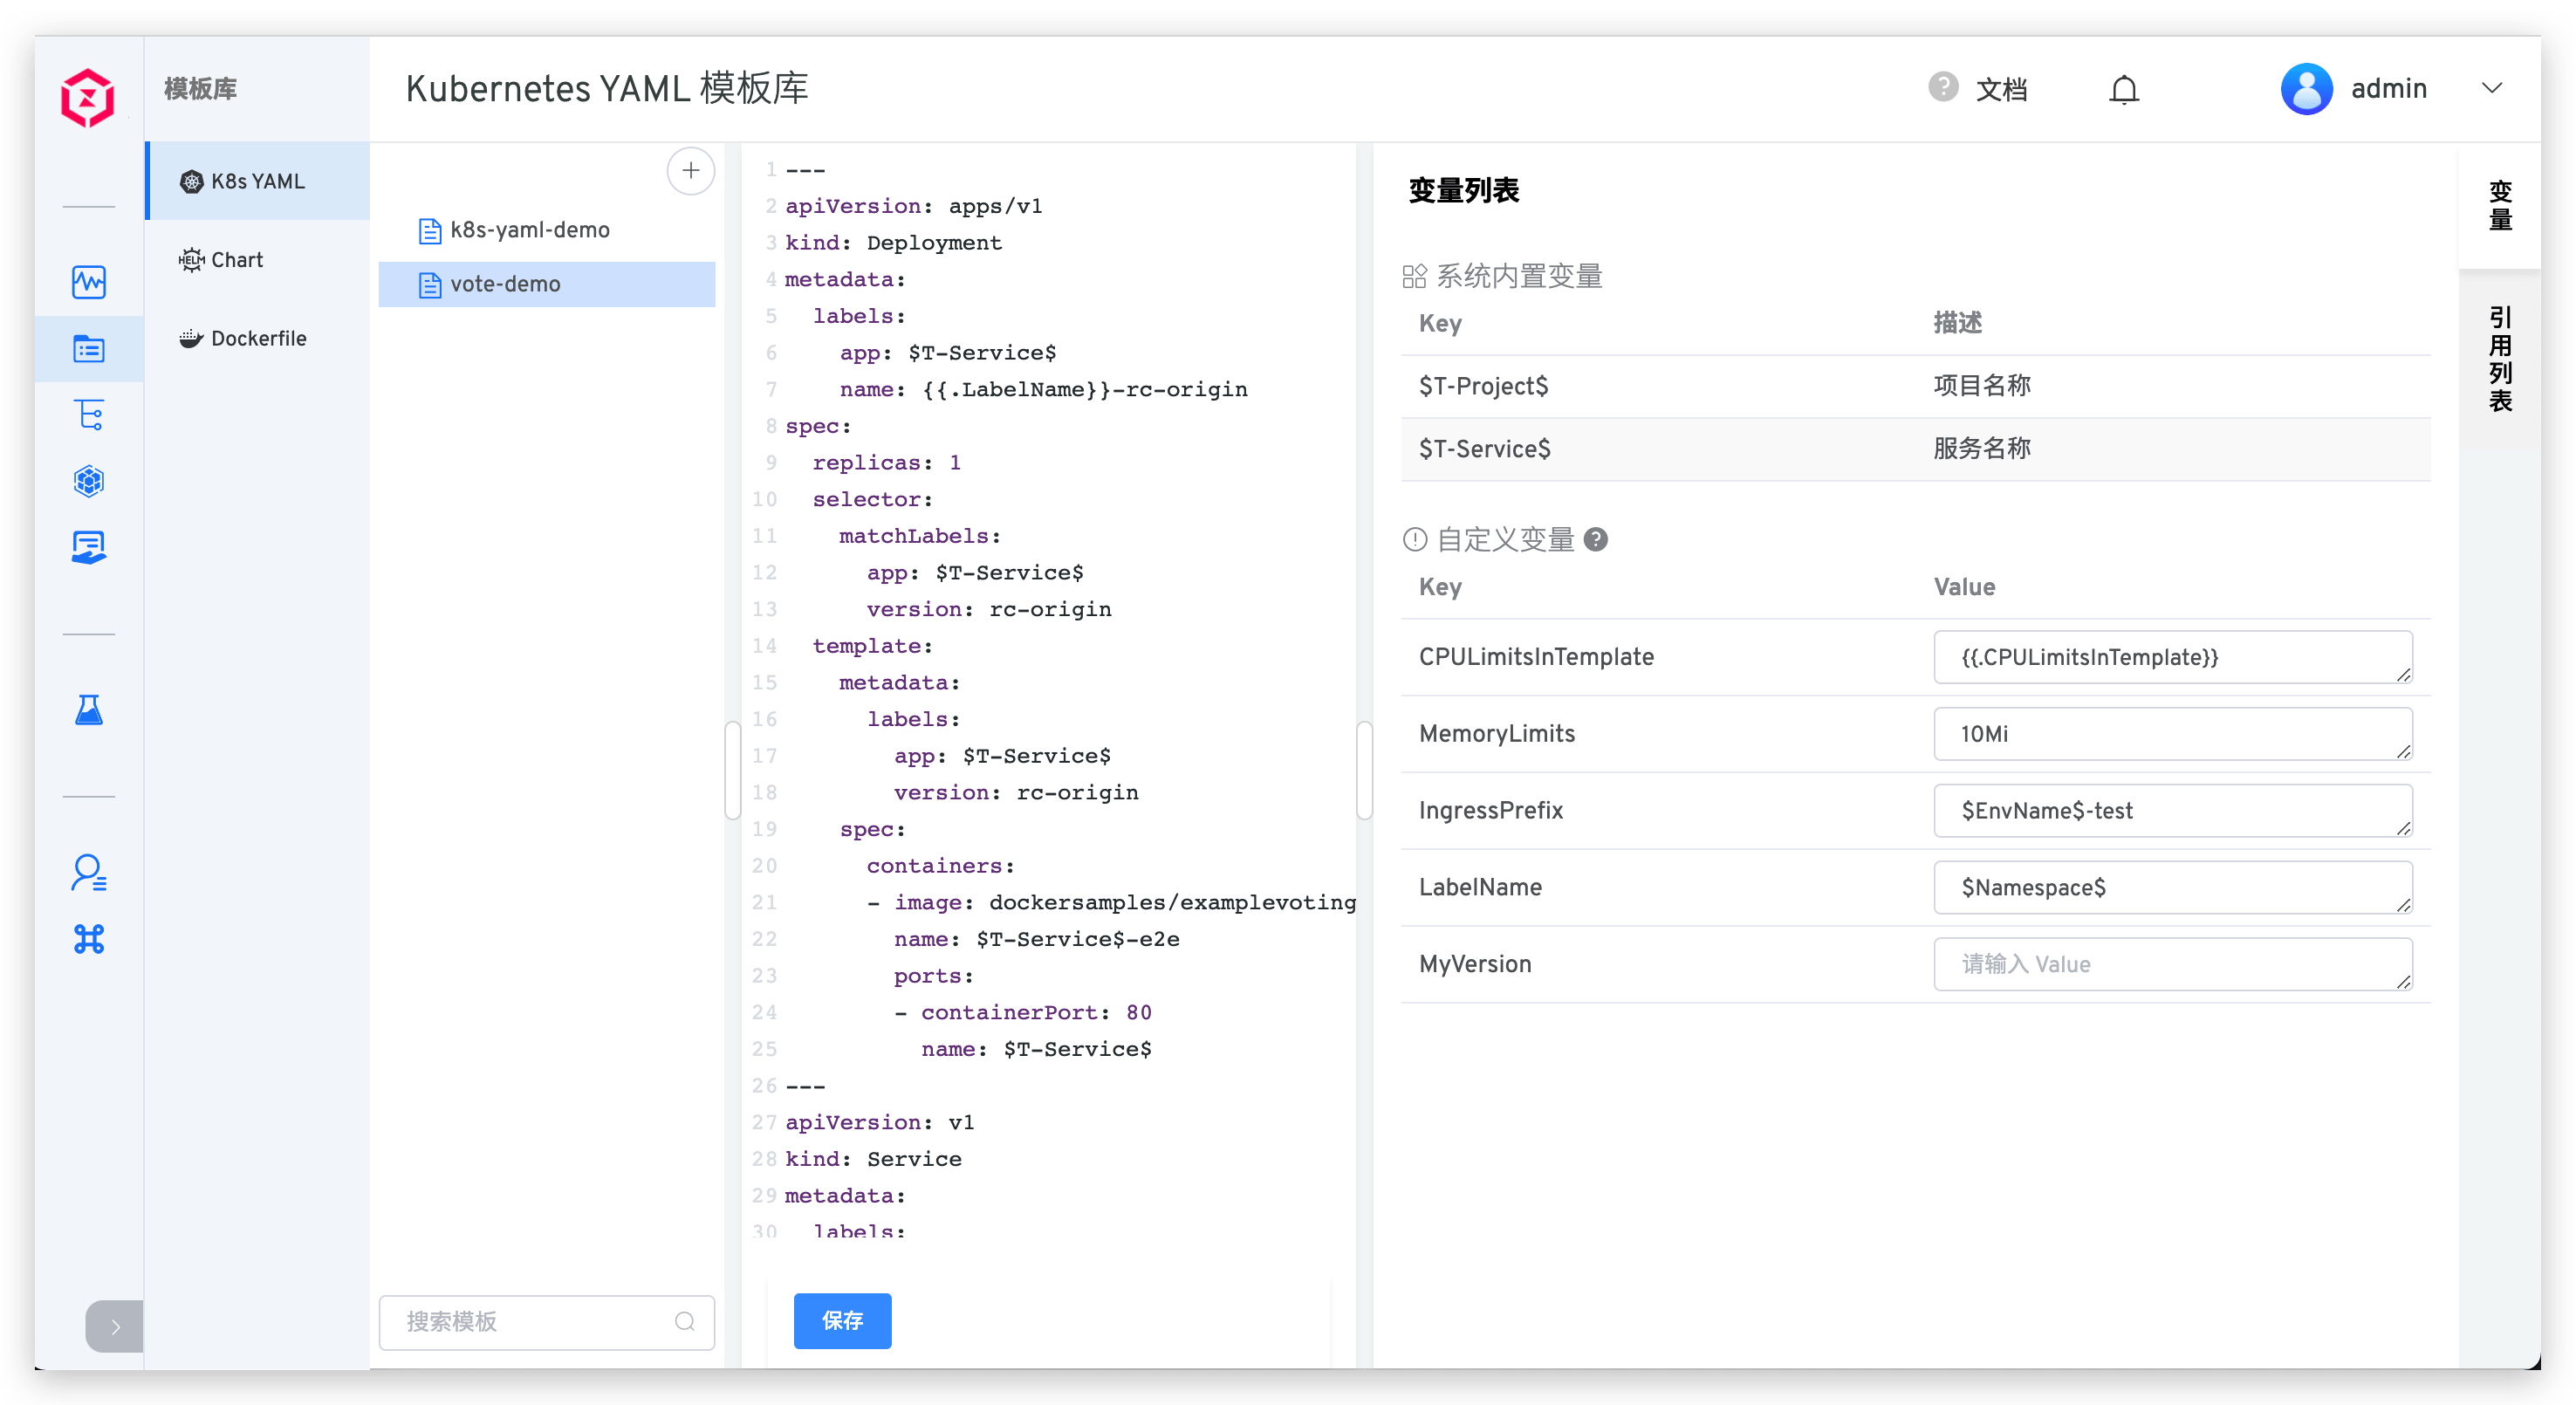 模板库
K8s YAML
HELM Chart
Dockerfile
Kubernetes YAML 模板库
? 文档
admin
+
k8s-yaml-demo
vote-demo
搜索模板
1 ---
2 apiVersion: apps/v1
3 kind: Deployment
4 metadata:
5   labels:
6     app: $T-Service$
7     name: {{.LabelName}}-rc-origin
8 spec:
9   replicas: 1
10   selector:
11     matchLabels:
12       app: $T-Service$
13       version: rc-origin
14   template:
15     metadata:
16       labels:
17         app: $T-Service$
18         version: rc-origin
19     spec:
20       containers:
21       - image: dockersamples/examplevoting
22         name: $T-Service$-e2e
23         ports:
24         - containerPort: 80
25           name: $T-Service$
26 ---
27 apiVersion: v1
28 kind: Service
29 metadata:
30   labels:
保存
变量列表
系统内置变量
Key 描述
$T-Project$ 项目名称
$T-Service$ 服务名称
自定义变量 ?
Key Value
CPULimitsInTemplate {{.CPULimitsInTemplate}}
MemoryLimits 10Mi
IngressPrefix $EnvName$-test
LabelName $Namespace$
MyVersion 请输入 Value
变量
引用列表